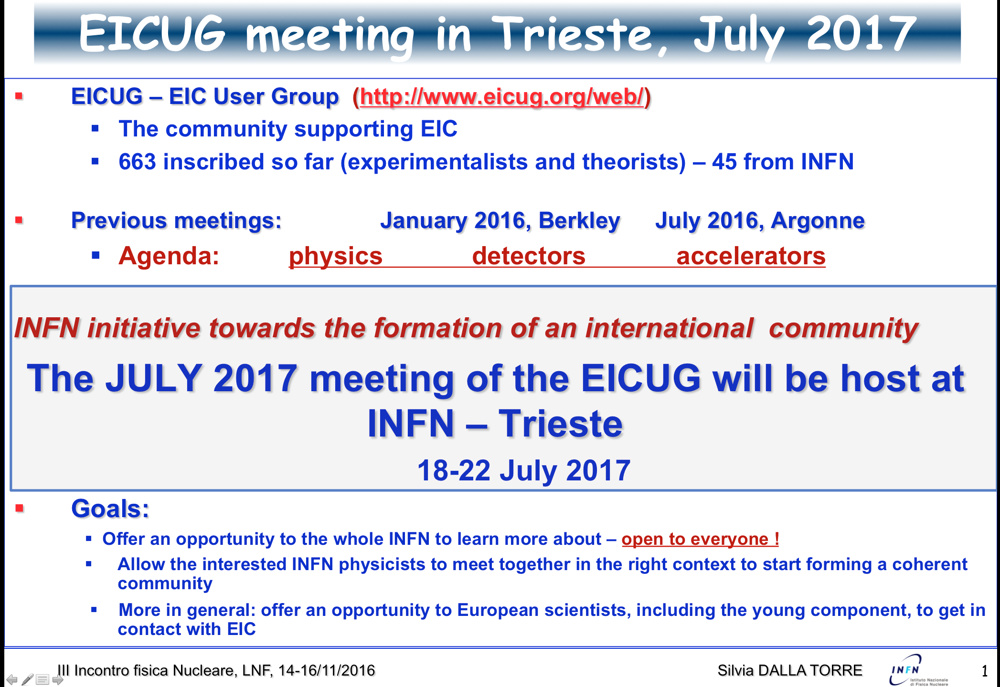 EICUG meeting in Trieste, July 2017
▪ EICUG – EIC User Group (http://www.eicug.org/web/)
▪ The community supporting EIC
▪ 663 inscribed so far (experimentalists and theorists) – 45 from INFN
▪ Previous meetings: January 2016, Berkley July 2016, Argonne
▪ Agenda: physics detectors accelerators
INFN initiative towards the formation of an international community
The JULY 2017 meeting of the EICUG will be host at
INFN – Trieste
18-22 July 2017
▪ Goals:
▪ Offer an opportunity to the whole INFN to learn more about – open to everyone !
▪ Allow the interested INFN physicists to meet together in the right context to start forming a coherent
community
▪ More in general: offer an opportunity to European scientists, including the young component, to get in
contact with EIC
III Incontro fisica Nucleare, LNF, 14-16/11/2016
Silvia DALLA TORRE
INFN
Istituto Nazionale
di Fisica Nucleare
1